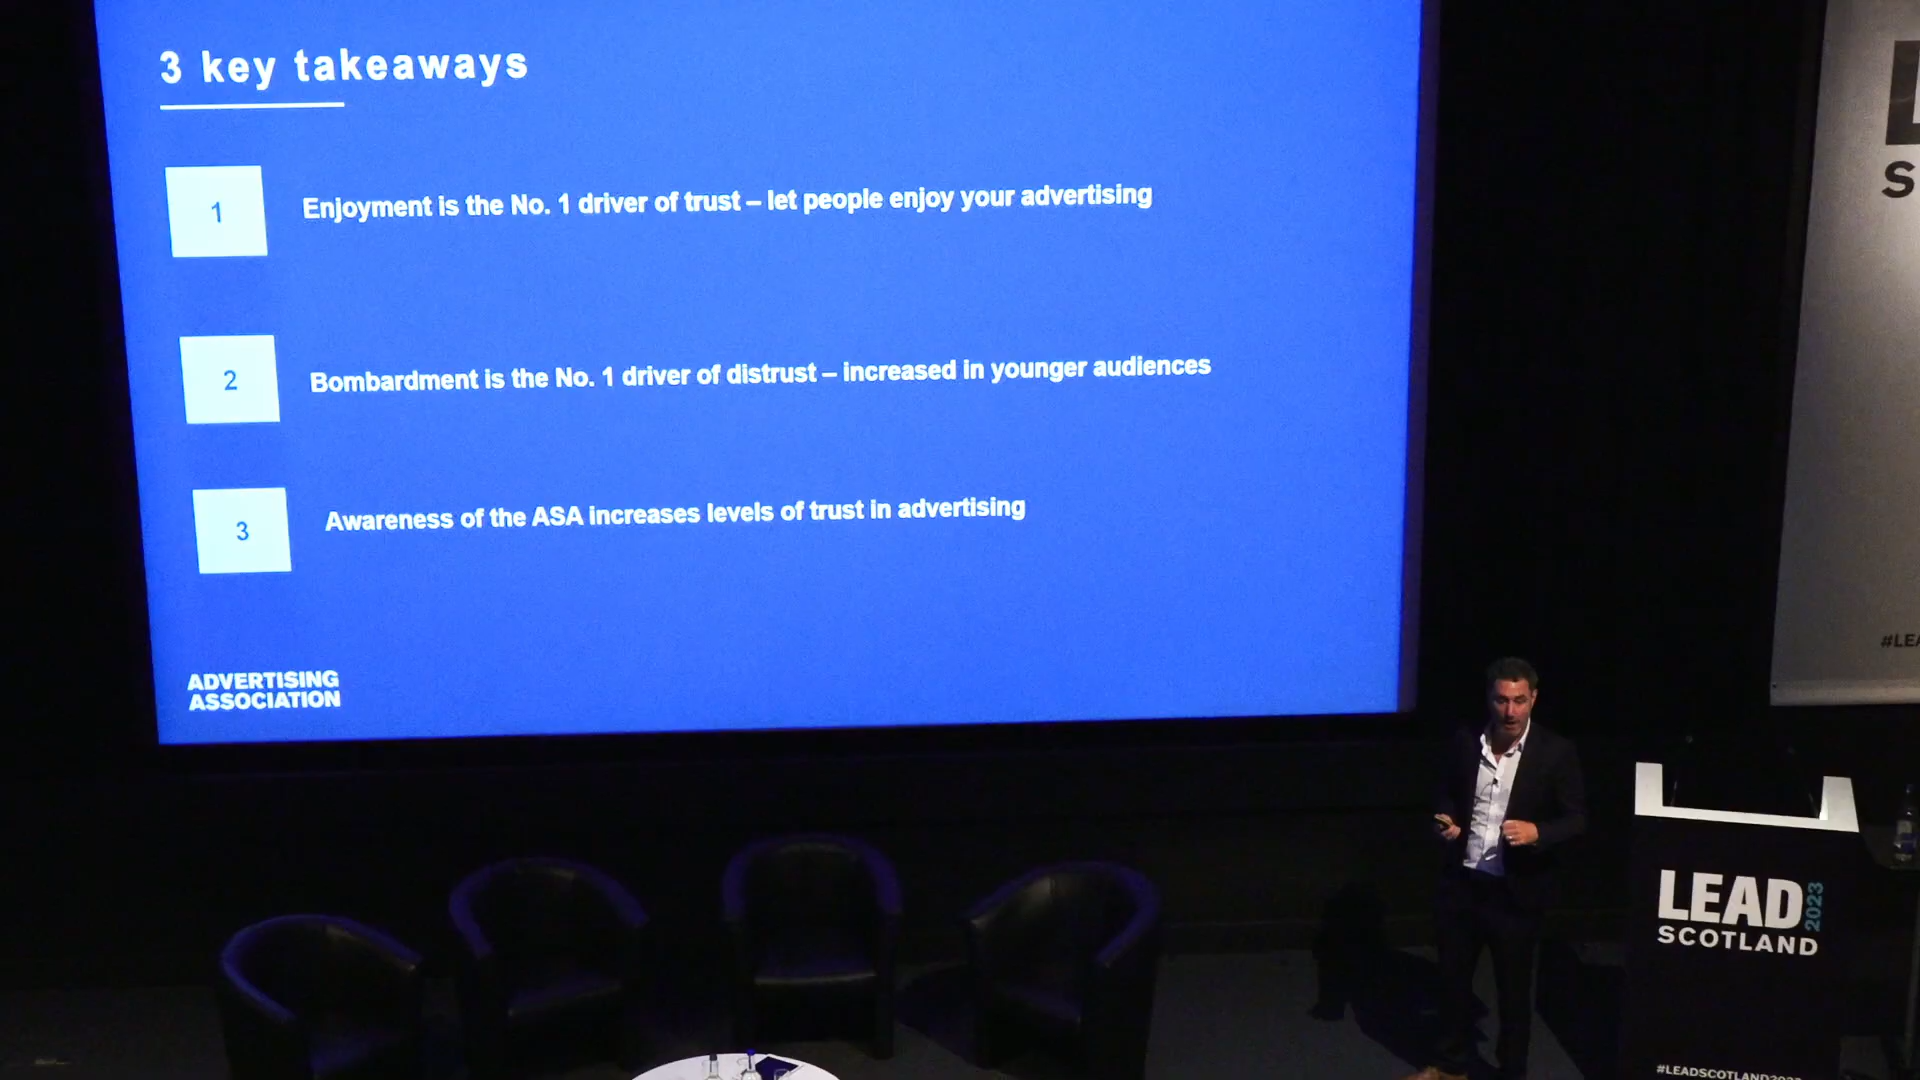 3 key takeaways
1
Enjoyment is the No. 1 driver of trust – let people enjoy your advertising
2
Bombardment is the No. 1 driver of distrust – increased in younger audiences
3
Awareness of the ASA increases levels of trust in advertising
ADVERTISING
ASSOCIATION
LEAD 2023
SCOTLAND